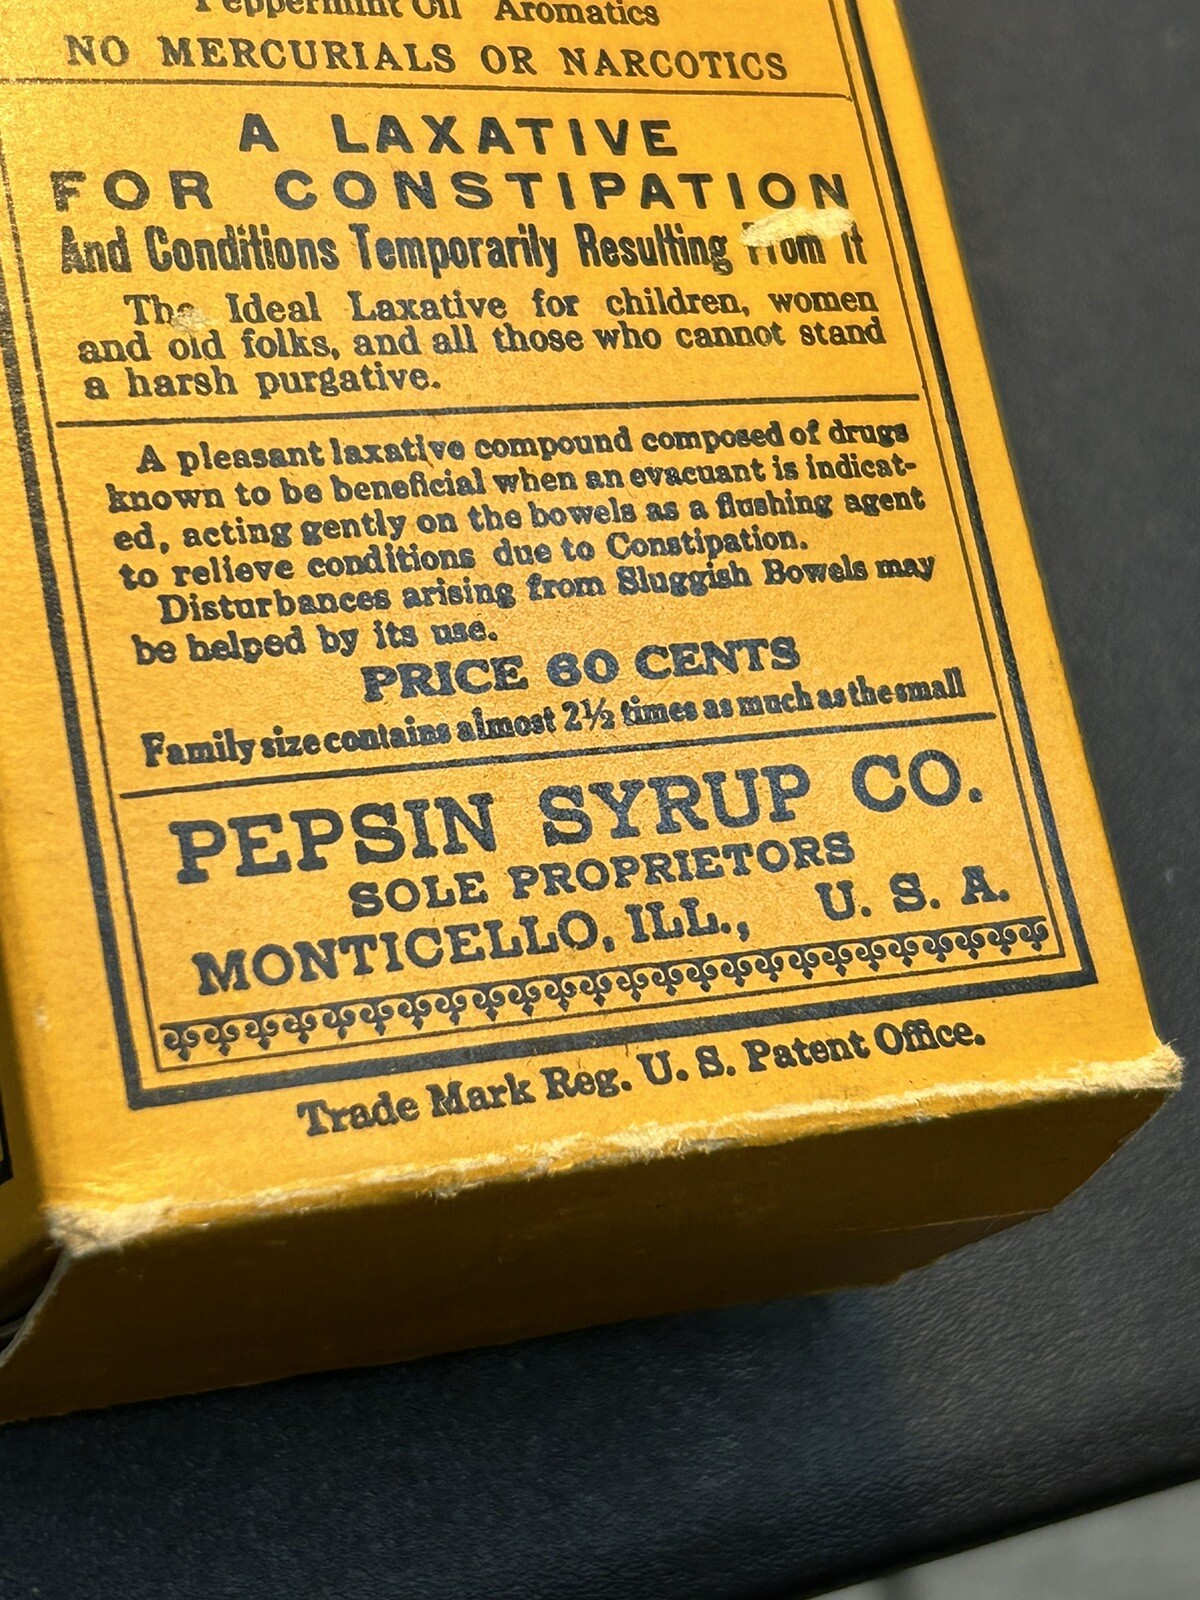 Peppermint Oil Aromatics
NO MERCURIALS OR NARCOTICS
A LAXATIVE
FOR CONSTIPATION
And Conditions Temporarily Resulting From It
The Ideal Laxative for children, women
and old folks, and all those who cannot stand
a harsh purgative.
A pleasant laxative compound composed of drugs
known to be beneficial when an evacuant is indicat-
ed, acting gently on the bowels as a flushing agent
to relieve conditions due to Constipation.
Disturbances arising from Sluggish Bowels may
be helped by its use.
PRICE 60 CENTS
Family size contains almost 2½ times as much as the small
PEPSIN SYRUP CO.
SOLE PROPRIETORS
MONTICELLO, ILL., U. S. A.
Trade Mark Reg. U. S. Patent Office.